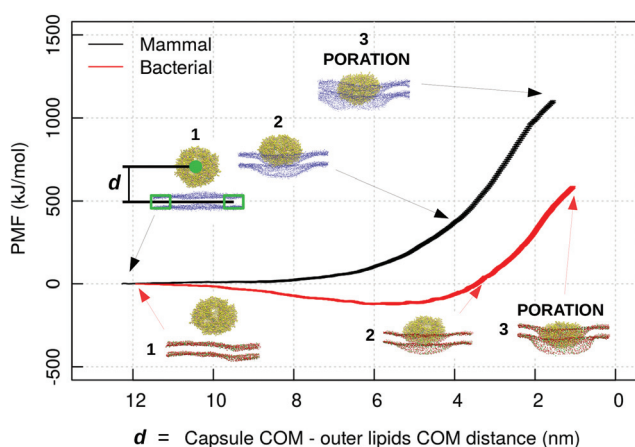 1500
1000
500
0
-500
PMF (kJ/mol)
Mammal
Bacterial
3
PORATION
2
1
d
1
2
PORATION
3
12
10
8
6
4
2
0
d = Capsule COM - outer lipids COM distance (nm)